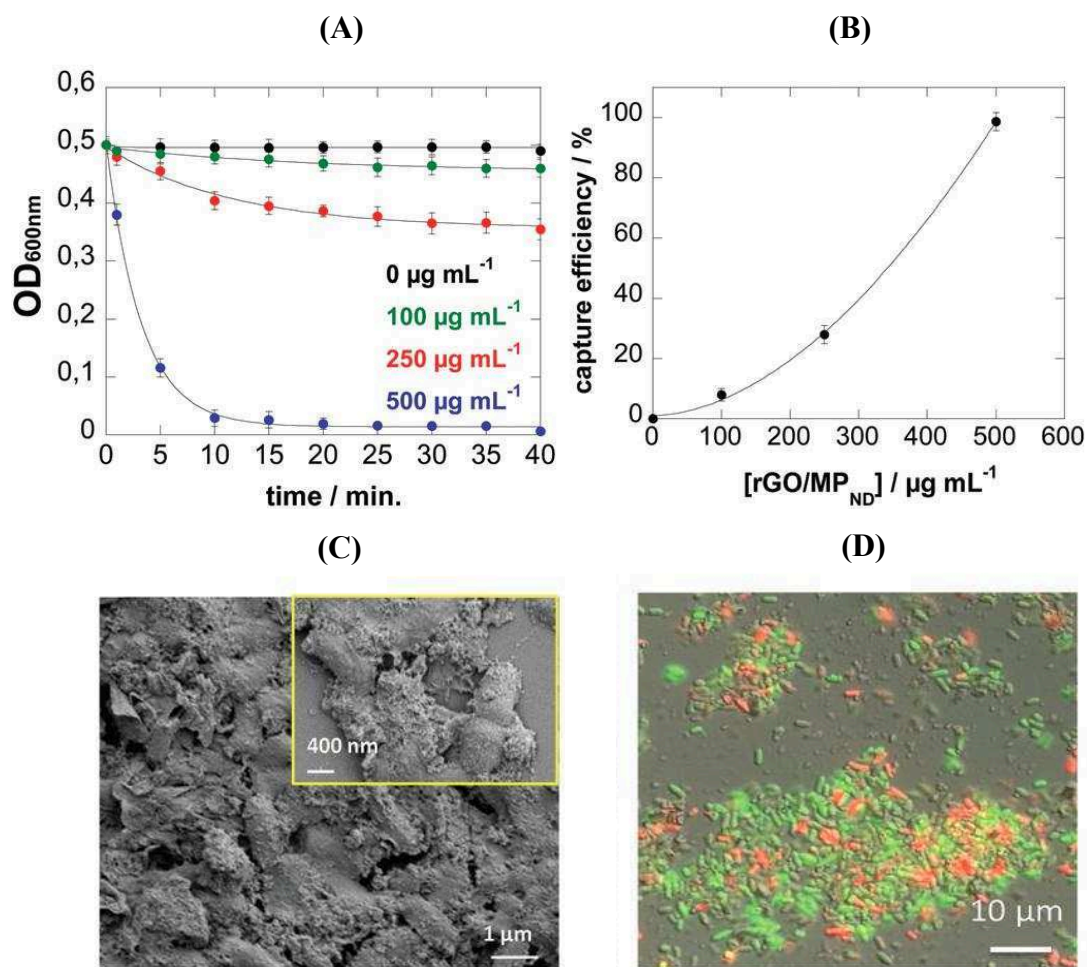 (A)
(B)
0,6
0,5
0,4
0,3
0,2
0,1
0
OD600nm
0 µg mL-1
100 µg mL-1
250 µg mL-1
500 µg mL-1
0 5 10 15 20 25 30 35 40
time / min.
100
80
60
40
20
0
capture efficiency / %
0 100 200 300 400 500 600
[rGO/MPND] / µg mL-1
(C)
(D)
400 nm
1 µm
10 µm